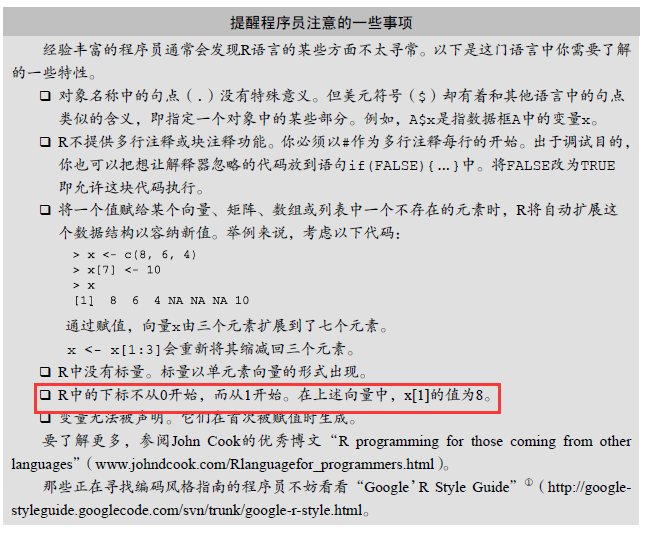 提醒程序员注意的一些事项
经验丰富的程序员通常会发现R语言的某些方面不太寻常。以下是这门语言中你需要了解
的一些特性。
❑ 对象名称中的句点（.）没有特殊意义。但美元符号（$）却有着和其他语言中的句点
类似的含义，即指定一个对象中的某些部分。例如，A$x是指数据框A中的变量x。
❑ R不提供多行注释或块注释功能。你必须以#作为多行注释每行的开始。出于调试目的，
你也可以把想让解释器忽略的代码放到语句if(FALSE){...}中。将FALSE改为TRUE
即允许这块代码执行。
❑ 将一个值赋给某个向量、矩阵、数组或列表中一个不存在的元素时，R将自动扩展这
个数据结构以容纳新值。举例来说，考虑以下代码：
> x <- c(8, 6, 4)
> x[7] <- 10
> x
[1]  8  6  4 NA NA NA 10
通过赋值，向量x由三个元素扩展到了七个元素。
x <- x[1:3]会重新将其缩减回三个元素。
❑ R中没有标量。标量以单元素向量的形式出现。
❑ R中的下标不从0开始，而从1开始。在上述向量中，x[1]的值为8。
❑ 变量无法被声明。它们在首次被赋值时生成。
要了解更多，参阅John Cook的优秀博文“R programming for those coming from other
languages”（www.johndcook.com/Rlanguagefor_programmers.html）。
那些正在寻找编码风格指南的程序员不妨看看“Google’R Style Guide”①（http://google-
styleguide.googlecode.com/svn/trunk/google-r-style.html。